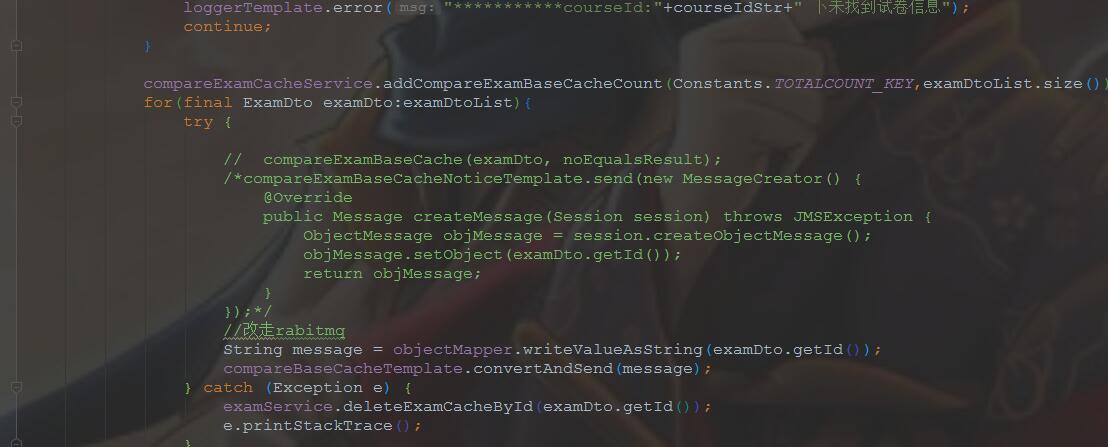 loggerTemplate.error( msg: "***********courseId:"+courseIdStr+" 下未找到试卷信息");
continue;
}
compareExamCacheService.addCompareExamBaseCacheCount(Constants.TOTALCOUNT_KEY,examDtoList.size())
for(final ExamDto examDto:examDtoList){
try {
//  compareExamBaseCache(examDto, noEqualsResult);
/*compareExamBaseCacheNoticeTemplate.send(new MessageCreator() {
@Override
public Message createMessage(Session session) throws JMSException {
ObjectMessage objMessage = session.createObjectMessage();
objMessage.setObject(examDto.getId());
return objMessage;
}
});*/
//改走rabitmq
String message = objectMapper.writeValueAsString(examDto.getId());
compareBaseCacheTemplate.convertAndSend(message);
} catch (Exception e) {
examService.deleteExamCacheById(examDto.getId());
e.printStackTrace();
}